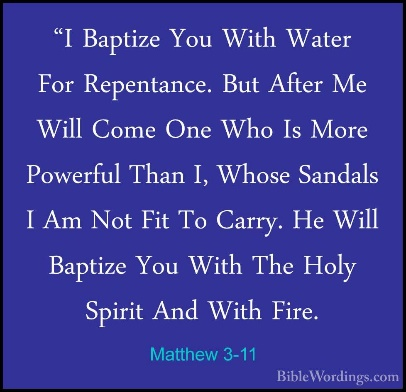 “I Baptize You With Water
For Repentance. But After Me
Will Come One Who Is More
Powerful Than I, Whose Sandals
I Am Not Fit To Carry. He Will
Baptize You With The Holy
Spirit And With Fire.
Matthew 3-11
BibleWordings.com